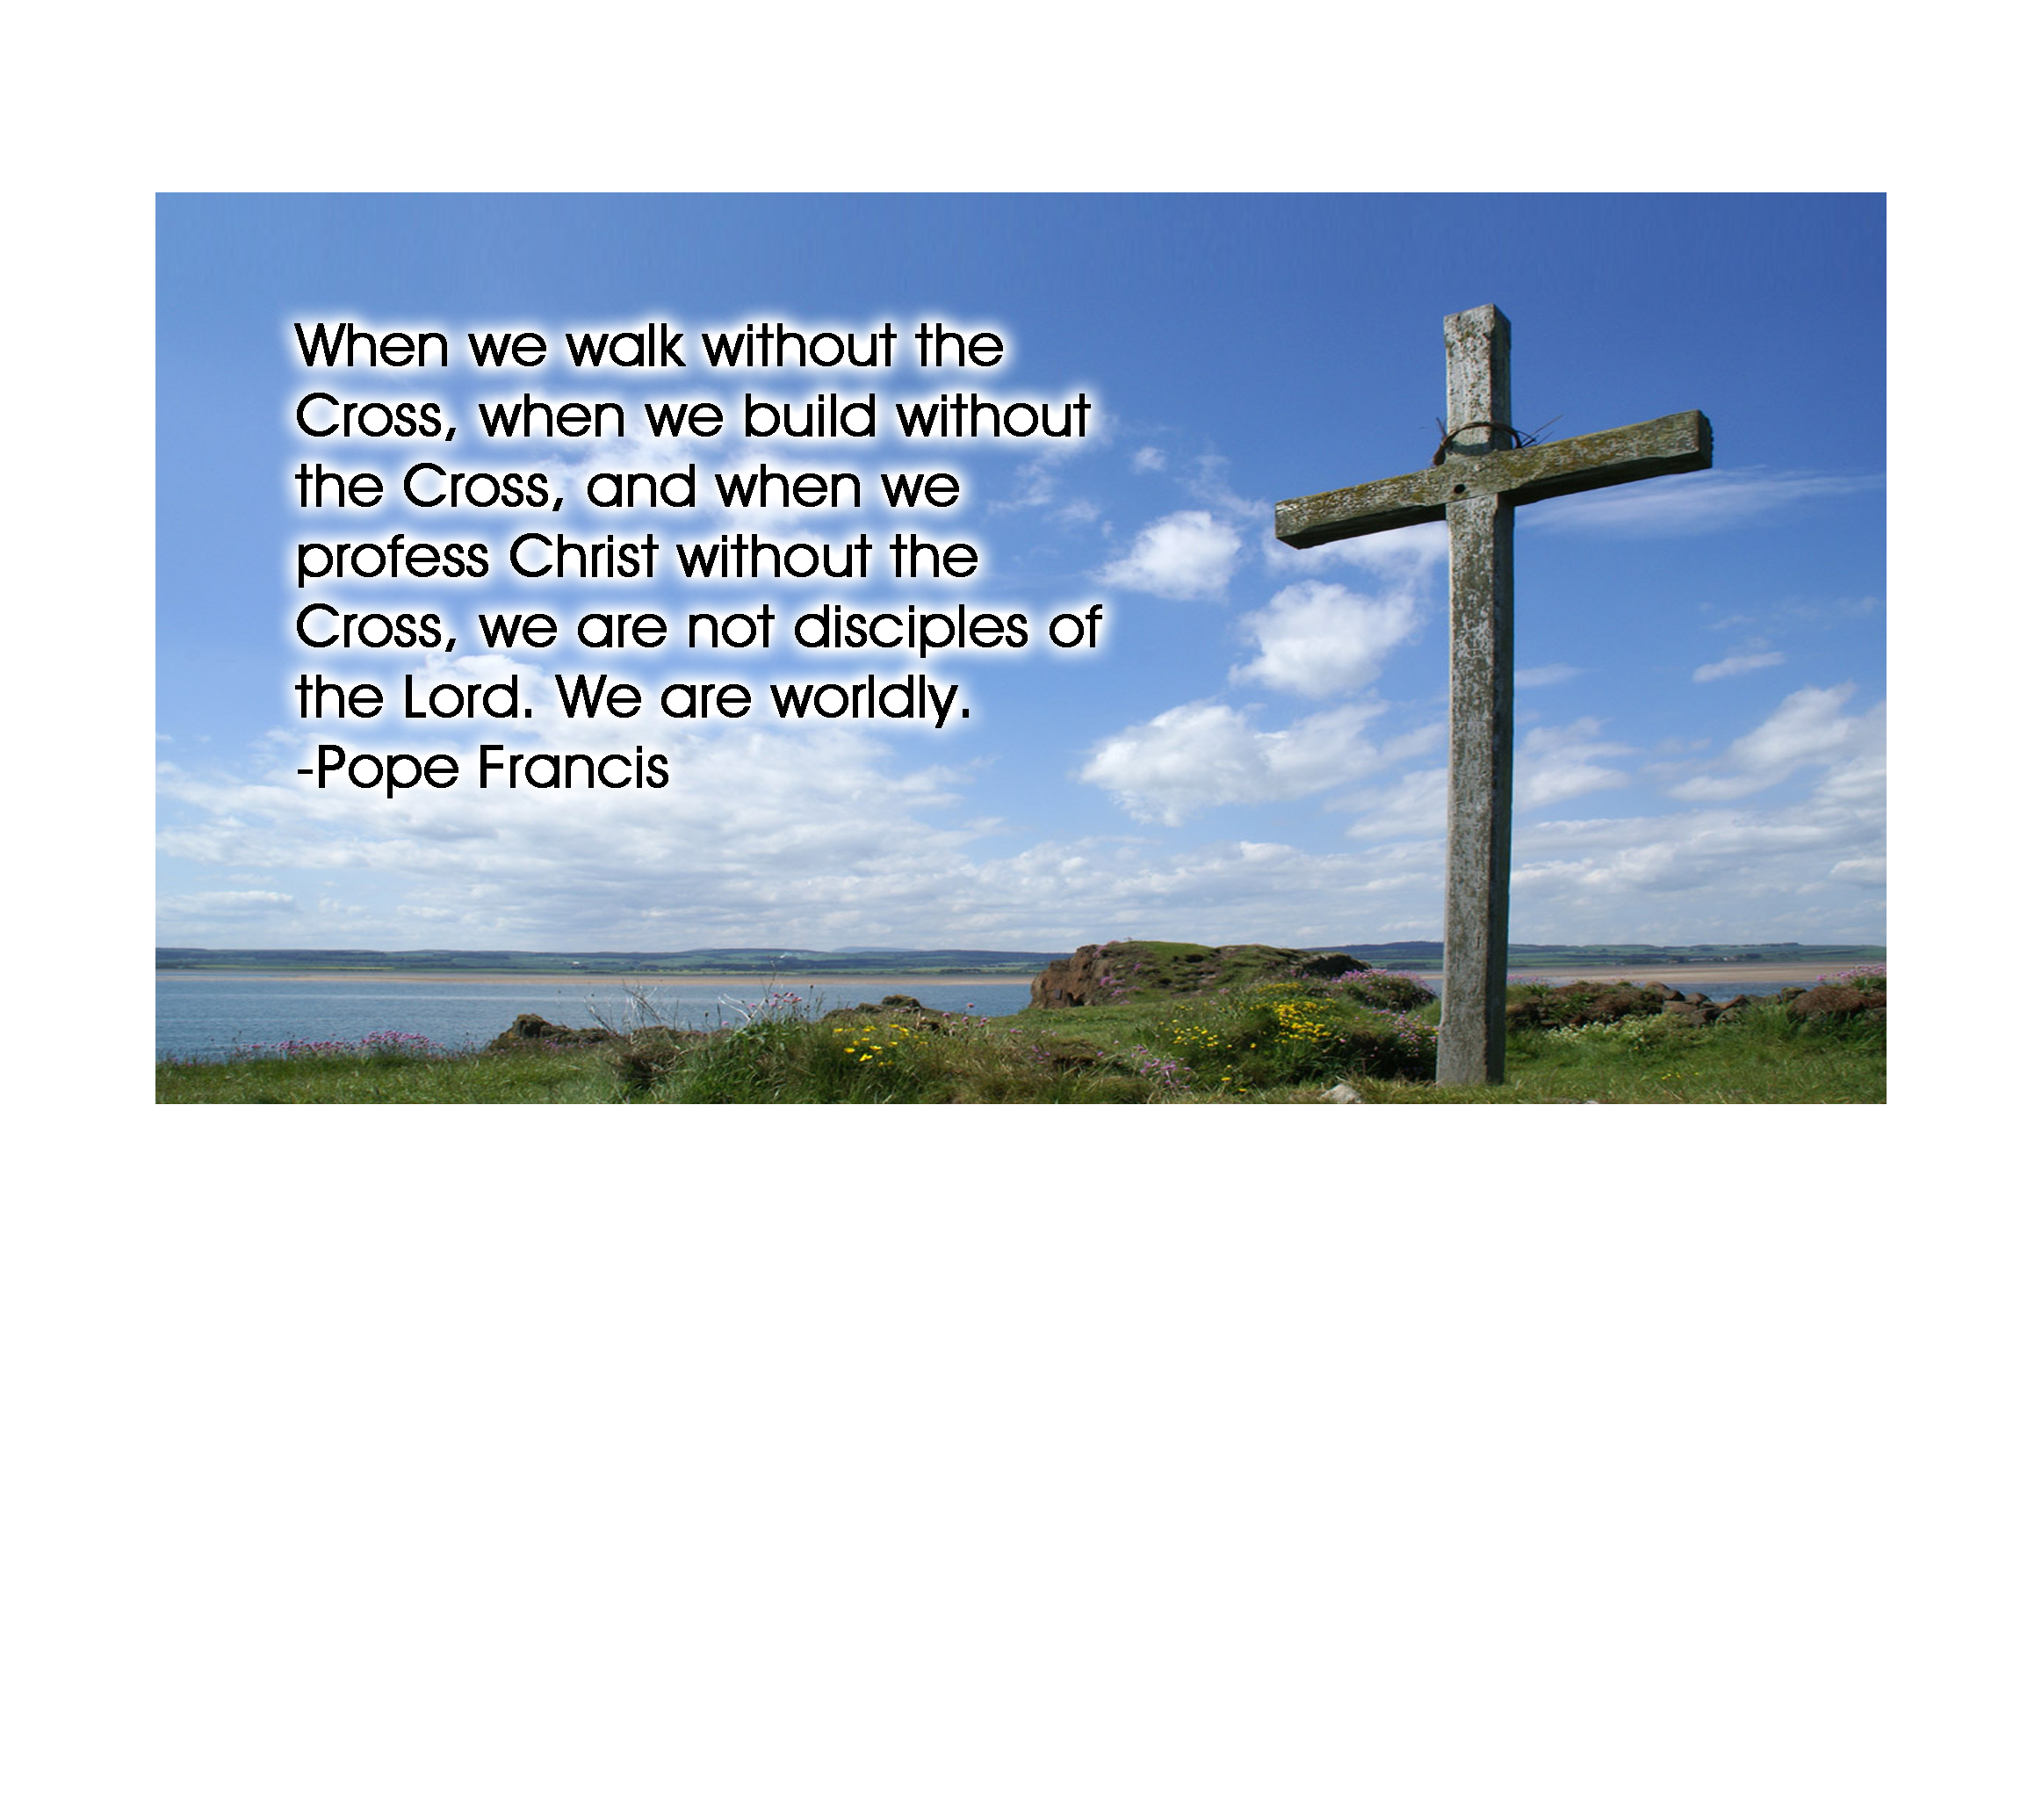 When we walk without the
Cross, when we build without
the Cross, and when we
profess Christ without the
Cross, we are not disciples of
the Lord. We are worldly.
-Pope Francis